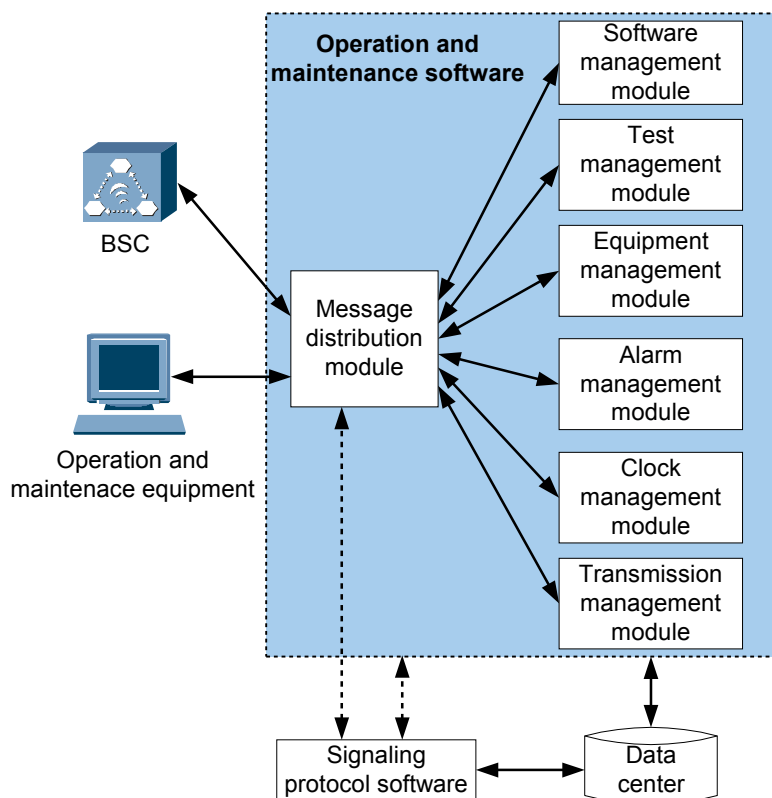 Operation and
maintenance software
Software
management
module
Test
management
module
Equipment
management
module
Alarm
management
module
Clock
management
module
Transmission
management
module
BSC
Message
distribution
module
Operation and
maintenace equipment
Signaling
protocol software
Data
center